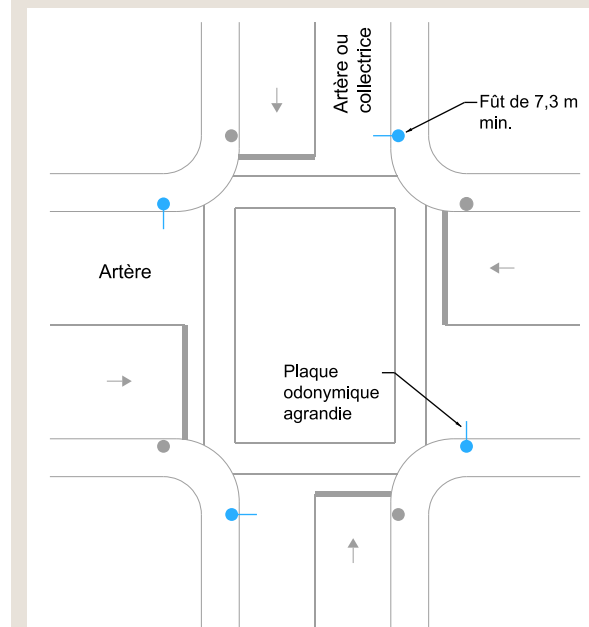 Artère ou
collectrice
Fût de 7,3 m
min.
Artère
Plaque
odonymique
agrandie